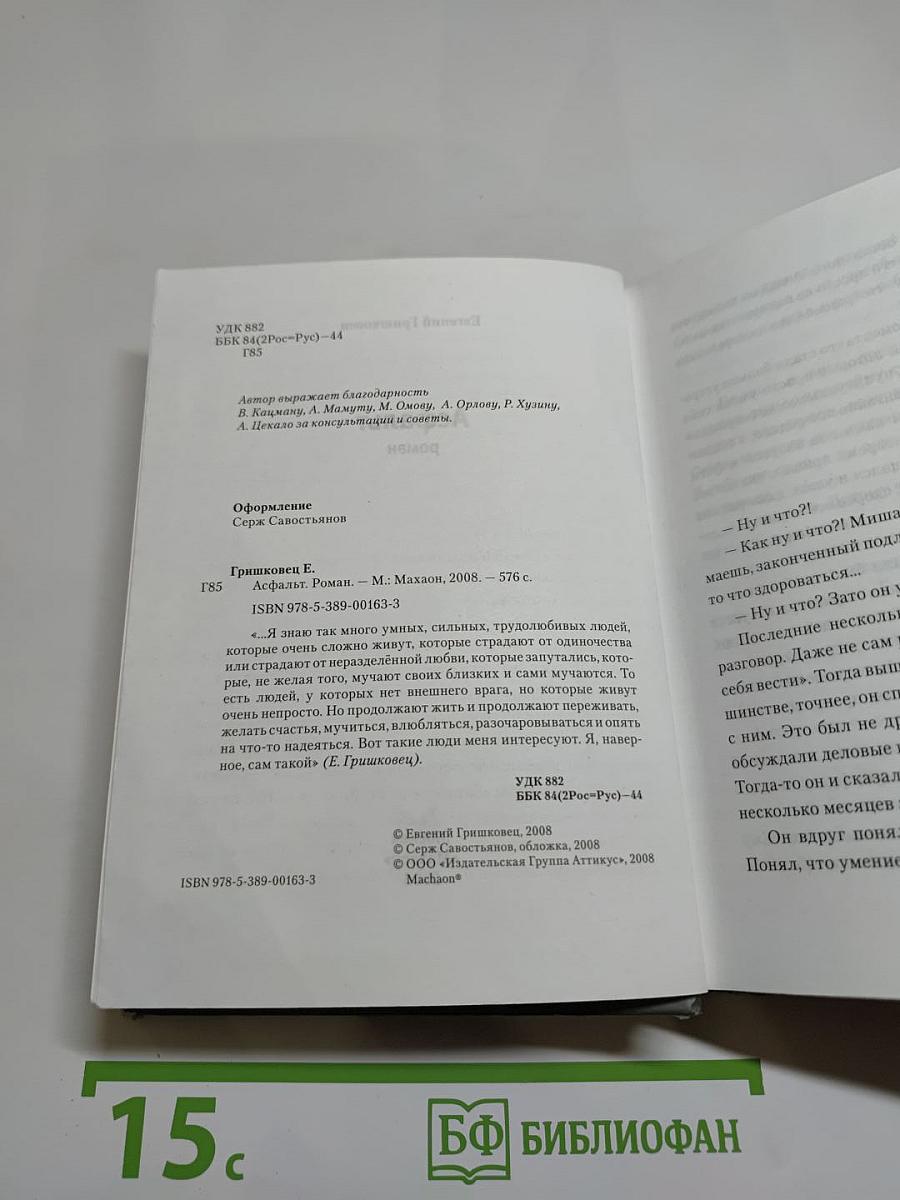 УДК 882
ББК 84(2Рос=Рус)–44
Г85
Автор выражает благодарность
В. Кацману, А. Мамуту, М. Омову, А. Орлову, Р. Хузину,
А. Цекало за консультации и советы.
Оформление
Серж Савостьянов
Гришковец Е.
Г85 Асфальт. Роман. — М.: Махаон, 2008. — 576 с.
ISBN 978-5-389-00163-3
«...Я знаю так много умных, сильных, трудолюбивых людей,
которые очень сложно живут, которые страдают от одиночества
или страдают от неразделённой любви, которые запутались, кото-
рые, не желая того, мучают своих близких и сами мучаются. То
есть людей, у которых нет внешнего врага, но которые живут
очень непросто. Но продолжают жить и продолжают переживать,
желать счастья, мучиться, влюбляться, разочаровываться и опять
на что-то надеяться. Вот такие люди меня интересуют. Я, навер-
ное, сам такой» (Е. Гришковец).
УДК 882
ББК 84(2Рос=Рус)–44
© Евгений Гришковец, 2008
© Серж Савостьянов, обложка, 2008
© ООО «Издательская Группа Аттикус», 2008
Machaon®
ISBN 978-5-389-00163-3
– Ну и что?!
– Как ну и что?! Миша
маешь, законченный подл
то что здороваться...
– Ну и что? Зато он у
Последние нескольк
разговор. Даже не сам р
себя вести». Тогда выш
шинстве, точнее, он сп
с ним. Это был не др
обсуждали деловые
Тогда-то он и сказал
несколько месяцев
Он вдруг понял
Понял, что умение
15 с
БФ БИБЛИОФАН